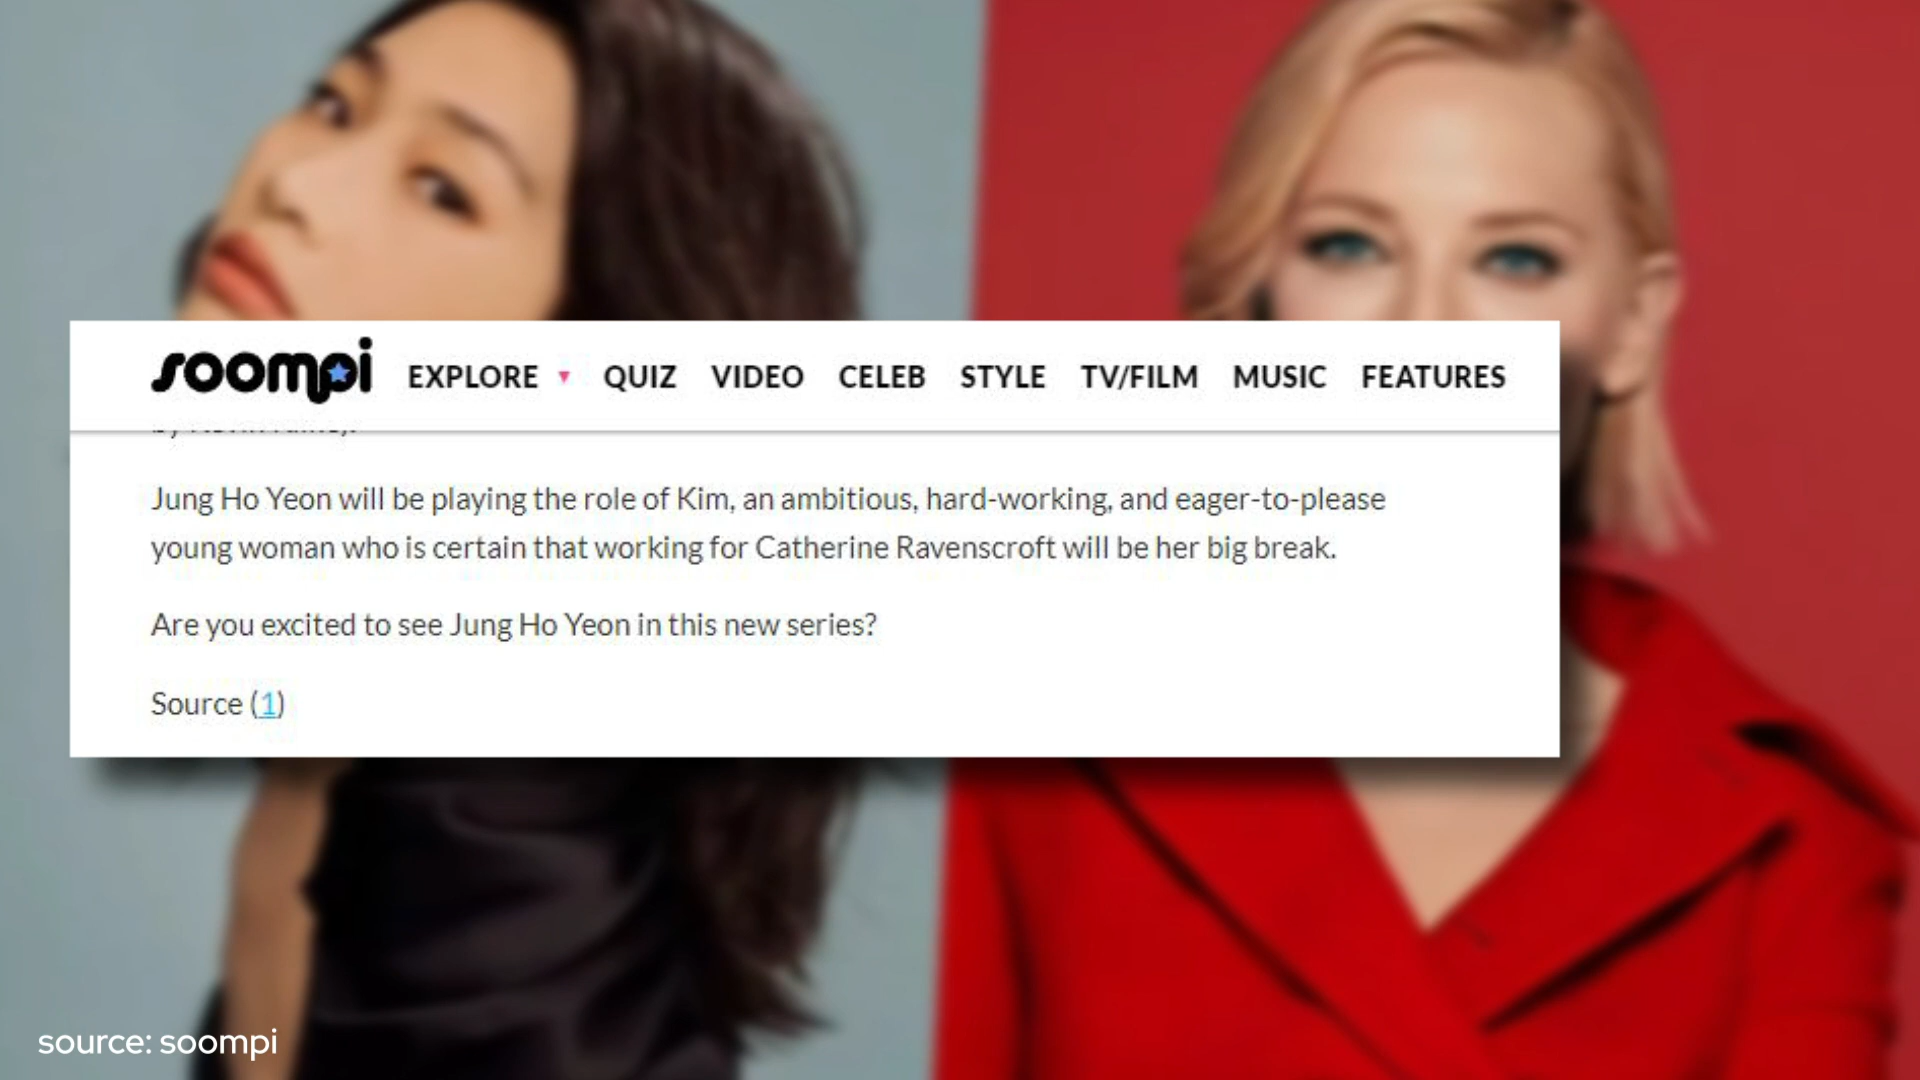 soompi EXPLORE ▼ QUIZ VIDEO CELEB STYLE TV/FILM MUSIC FEATURES
Jung Ho Yeon will be playing the role of Kim, an ambitious, hard-working, and eager-to-please
young woman who is certain that working for Catherine Ravenscroft will be her big break.
Are you excited to see Jung Ho Yeon in this new series?
Source (1)
source: soompi